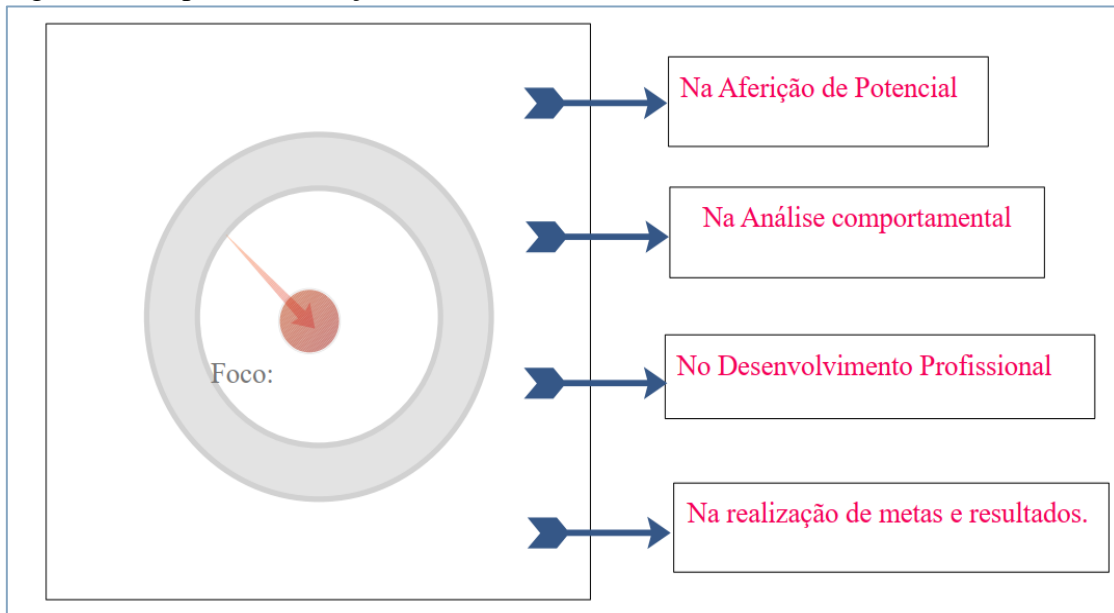 Na Aferição de Potencial
Na Análise comportamental
Foco:
No Desenvolvimento Profissional
Na realização de metas e resultados.